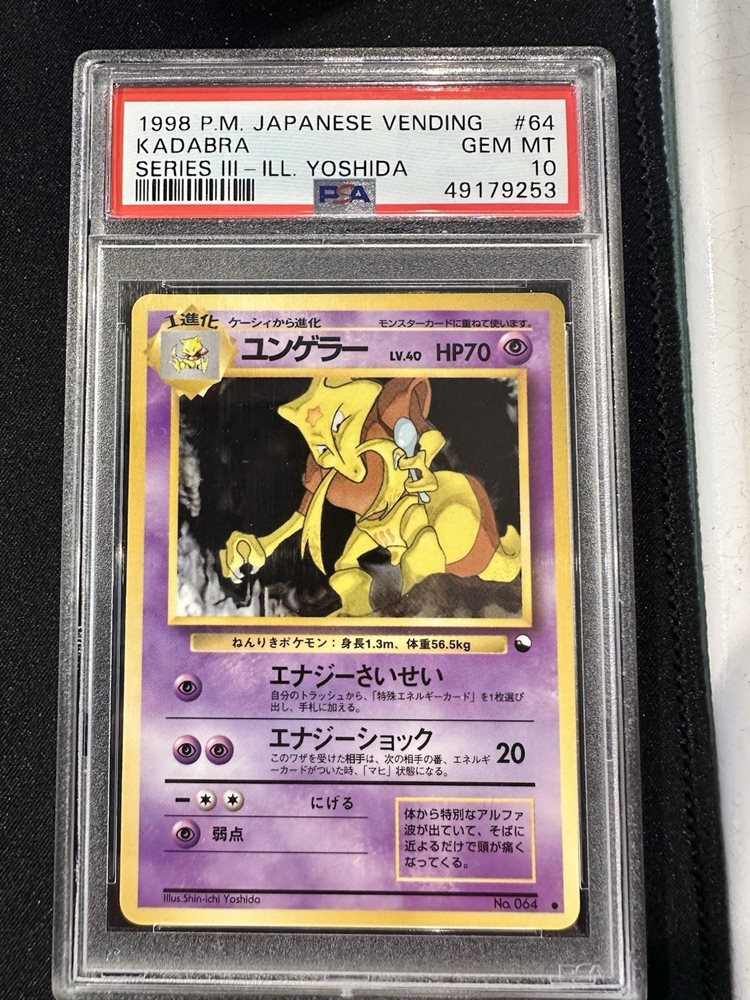 1998 P.M. JAPANESE VENDING #64
KADABRA GEM MT
SERIES III - ILL. YOSHIDA 10
PSA 49179253
1進化 ケーシィから進化 モンスターカードに重ねて使います。
ユンゲラー LV.40 HP70
ねんりきポケモン：身長1.3m、体重56.5kg
エナジーさいせい
自分のトラッシュから、「特殊エネルギーカード」を1枚選び
出し、手札に加える。
エナジーショック 20
このワザを受けた相手は、次の相手の番、エネルギ
ーカードがついた時、「マヒ」状態になる。
にげる
弱点
体から特別なアルファ
波が出ていて、そばに
近よるだけで頭が痛く
なってくる。
Illus.Shin-ichi Yoshida No. 064
PSA